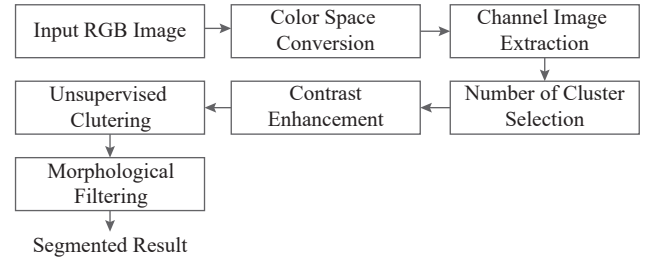 Input RGB Image
Color Space
Conversion
Channel Image
Extraction
Number of Cluster
Selection
Contrast
Enhancement
Unsupervised
Clutering
Morphological
Filtering
Segmented Result